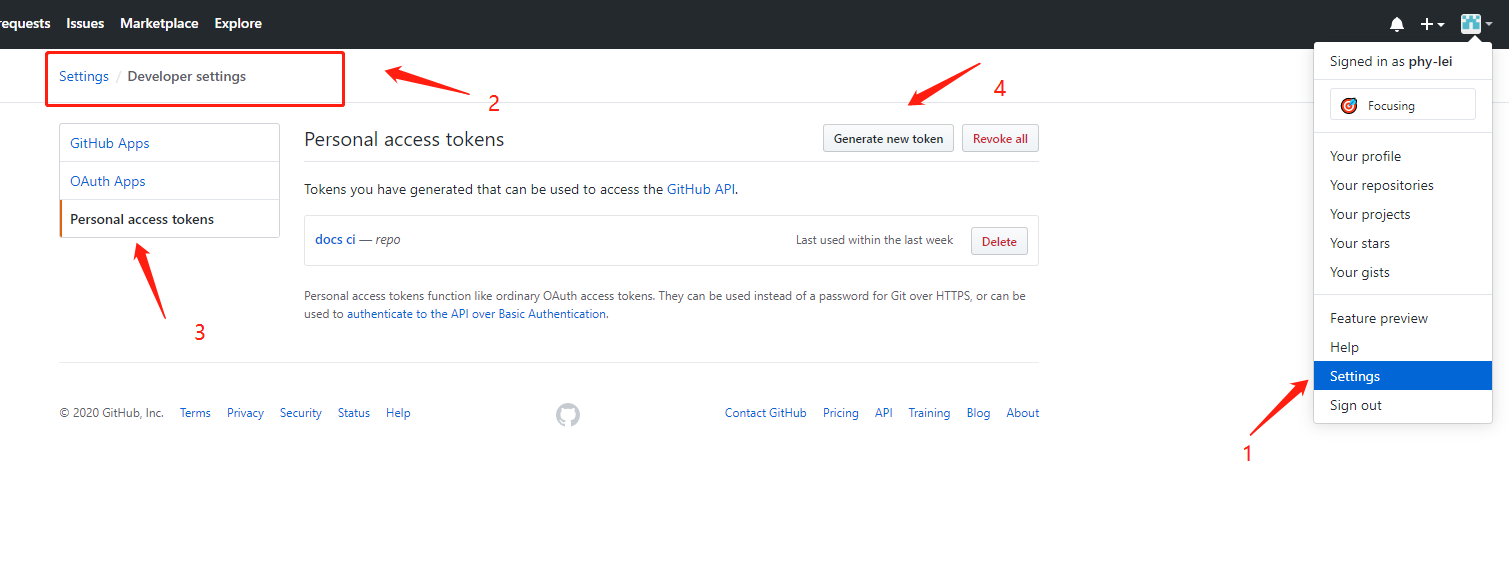 equests Issues Marketplace Explore
Settings / Developer settings
2
4
Signed in as phy-lei
Focusing
GitHub Apps
OAuth Apps
Personal access tokens
3
Personal access tokens
Generate new token
Revoke all
Tokens you have generated that can be used to access the GitHub API.
docs ci — repo
Last used within the last week
Delete
Personal access tokens function like ordinary OAuth access tokens. They can be used instead of a password for Git over HTTPS, or can be
used to authenticate to the API over Basic Authentication.
Your profile
Your repositories
Your projects
Your stars
Your gists
Feature preview
Help
Settings
Sign out
1
© 2020 GitHub, Inc. Terms Privacy Security Status Help
Contact GitHub Pricing API Training Blog About